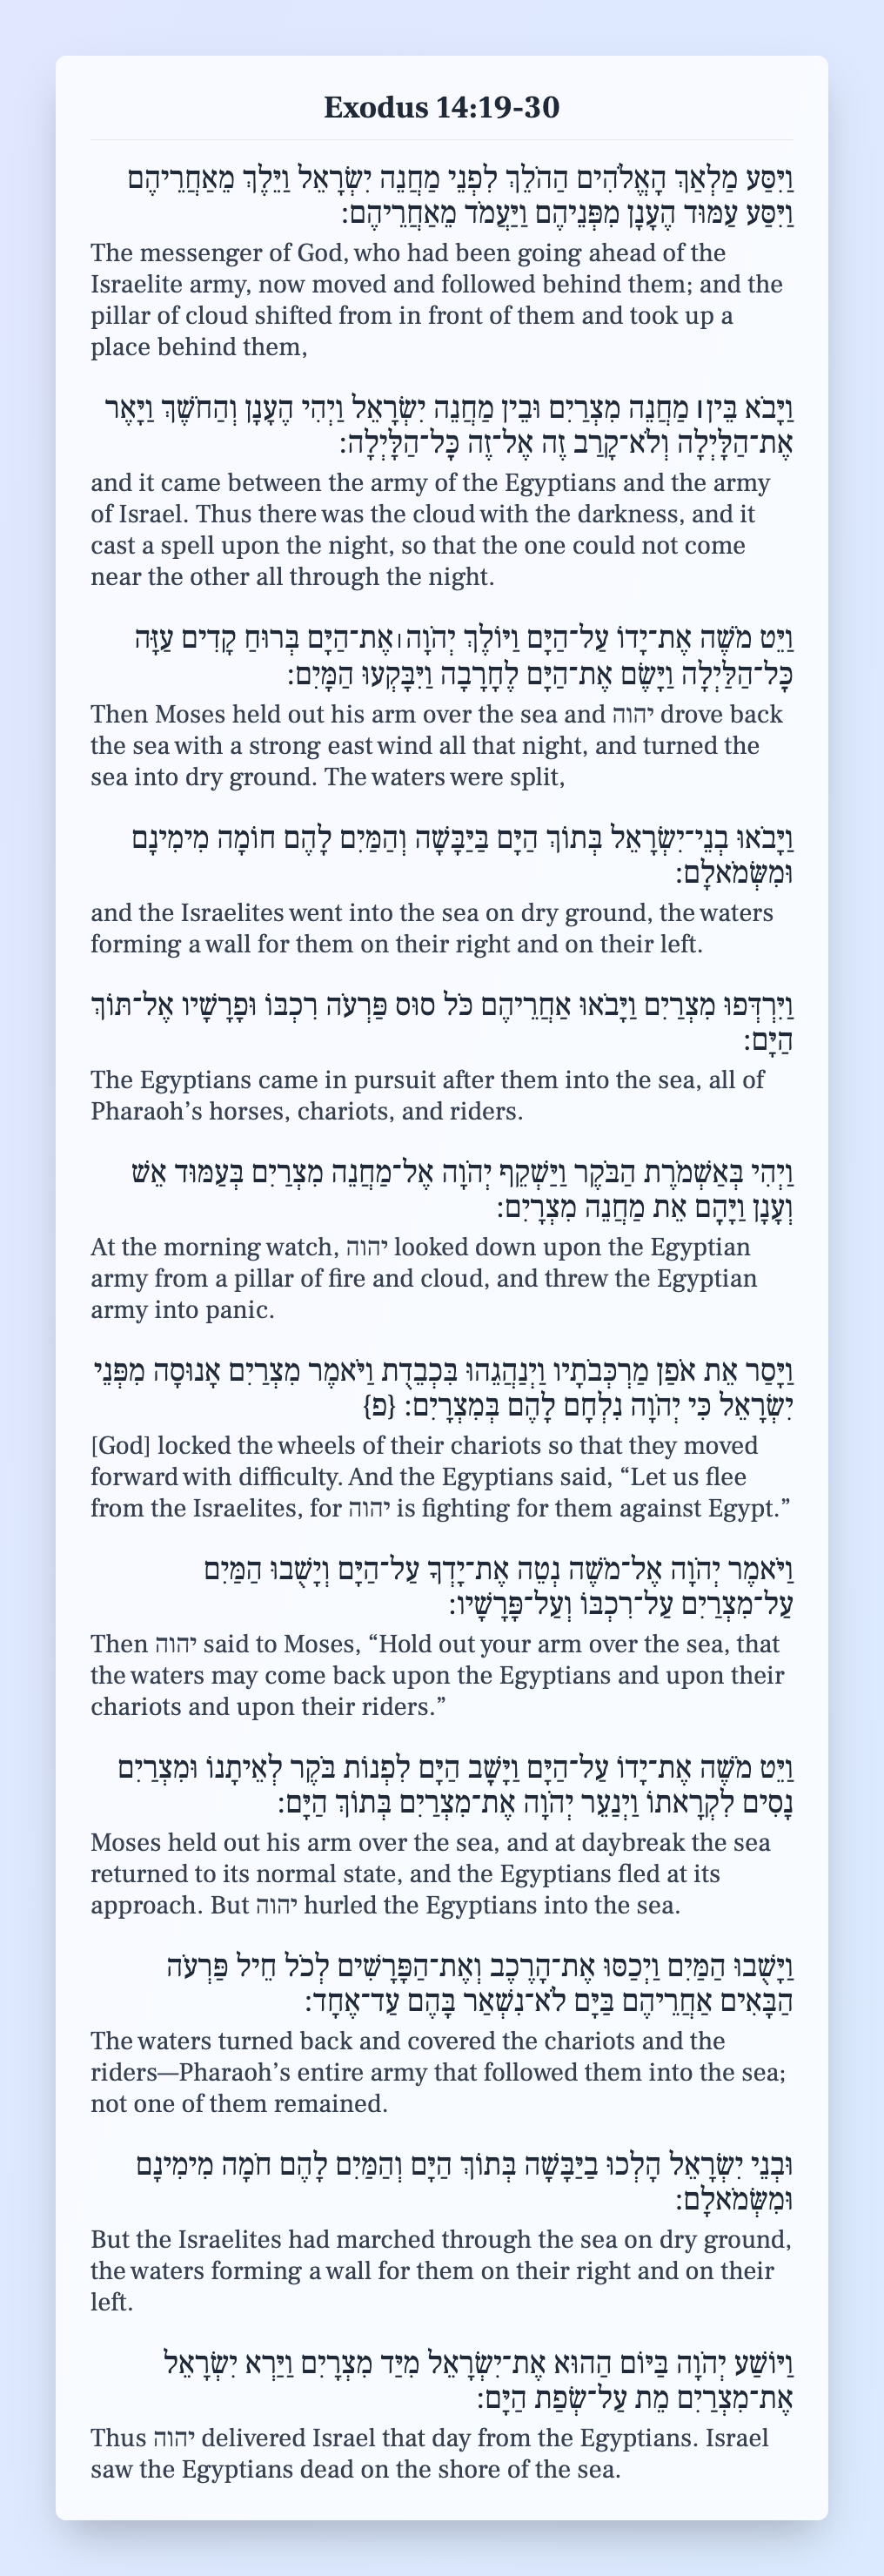 Exodus 14:19-30
וַיִּסַּע מַלְאַךְ הָאֱלֹהִים הַהֹלֵךְ לִפְנֵי מַחֲנֵה יִשְׂרָאֵל וַיֵּלֶךְ מֵאַחֲרֵיהֶם
וַיִּסַּע עַמּוּד הֶעָנָן מִפְּנֵיהֶם וַיַּעֲמֹד מֵאַחֲרֵיהֶם׃
The messenger of God, who had been going ahead of the
Israelite army, now moved and followed behind them; and the
pillar of cloud shifted from in front of them and took up a
place behind them,
וַיָּבֹא בֵּין׀ מַחֲנֵה מִצְרַיִם וּבֵין מַחֲנֵה יִשְׂרָאֵל וַיְהִי הֶעָנָן וְהַחֹשֶׁךְ וַיָּאֶר
אֶת־הַלָּיְלָה וְלֹא־קָרַב זֶה אֶל־זֶה כׇּל־הַלָּיְלָה׃
and it came between the army of the Egyptians and the army
of Israel. Thus there was the cloud with the darkness, and it
cast a spell upon the night, so that the one could not come
near the other all through the night.
וַיֵּט מֹשֶׁה אֶת־יָדוֹ עַל־הַיָּם וַיּוֹלֶךְ יְהֹוָה׀אֶת־הַיָּם בְּרוּחַ קָדִים עַזָּה
כׇּל־הַלַּיְלָה וַיָּשֶׂם אֶת־הַיָּם לֶחָרָבָה וַיִּבָּקְעוּ הַמָּיִם׃
Then Moses held out his arm over the sea and יהוה drove back
the sea with a strong east wind all that night, and turned the
sea into dry ground. The waters were split,
וַיָּבֹאוּ בְנֵי־יִשְׂרָאֵל בְּתוֹךְ הַיָּם בַּיַּבָּשָׁה וְהַמַּיִם לָהֶם חוֹמָה מִימִינָם
וּמִשְּׂמֹאלָם׃
and the Israelites went into the sea on dry ground, the waters
forming a wall for them on their right and on their left.
וַיִּרְדְּפוּ מִצְרַיִם וַיָּבֹאוּ אַחֲרֵיהֶם כֹּל סוּס פַּרְעֹה רִכְבּוֹ וּפָרָשָׁיו אֶל־תּוֹךְ
הַיָּם׃
The Egyptians came in pursuit after them into the sea, all of
Pharaoh’s horses, chariots, and riders.
וַיְהִי בְּאַשְׁמֹרֶת הַבֹּקֶר וַיַּשְׁקֵף יְהֹוָה אֶל־מַחֲנֵה מִצְרַיִם בְּעַמּוּד אֵשׁ
וְעָנָן וַיָּהׇם אֵת מַחֲנֵה מִצְרָיִם׃
At the morning watch, יהוה looked down upon the Egyptian
army from a pillar of fire and cloud, and threw the Egyptian
army into panic.
וַיָּסַר אֵת אֹפַן מַרְכְּבֹתָיו וַיְנַהֲגֵהוּ בִּכְבֵדֻת וַיֹּאמֶר מִצְרַיִם אָנוּסָה מִפְּנֵי
יִשְׂרָאֵל כִּי יְהֹוָה נִלְחָם לָהֶם בְּמִצְרָיִם׃ {פ}
[God] locked the wheels of their chariots so that they moved
forward with difficulty. And the Egyptians said, “Let us flee
from the Israelites, for יהוה is fighting for them against Egypt.”
וַיֹּאמֶר יְהֹוָה אֶל־מֹשֶׁה נְטֵה אֶת־יָדְךָ עַל־הַיָּם וְיָשֻׁבוּ הַמַּיִם
עַל־מִצְרַיִם עַל־רִכְבּוֹ וְעַל־פָּרָשָׁיו׃
Then יהוה said to Moses, “Hold out your arm over the sea, that
the waters may come back upon the Egyptians and upon their
chariots and upon their riders.”
וַיֵּט מֹשֶׁה אֶת־יָדוֹ עַל־הַיָּם וַיָּשׇׁב הַיָּם לִפְנוֹת בֹּקֶר לְאֵיתָנוֹ וּמִצְרַיִם
נָסִים לִקְרָאתוֹ וַיְנַעֵר יְהֹוָה אֶת־מִצְרַיִם בְּתוֹךְ הַיָּם׃
Moses held out his arm over the sea, and at daybreak the sea
returned to its normal state, and the Egyptians fled at its
approach. But יהוה hurled the Egyptians into the sea.
וַיָּשֻׁבוּ הַמַּיִם וַיְכַסּוּ אֶת־הָרֶכֶב וְאֶת־הַפָּרָשִׁים לְכֹל חֵיל פַּרְעֹה
הַבָּאִים אַחֲרֵיהֶם בַּיָּם לֹא־נִשְׁאַר בָּהֶם עַד־אֶחָד׃
The waters turned back and covered the chariots and the
riders—Pharaoh’s entire army that followed them into the sea;
not one of them remained.
וּבְנֵי יִשְׂרָאֵל הָלְכוּ בַיַּבָּשָׁה בְּתוֹךְ הַיָּם וְהַמַּיִם לָהֶם חֹמָה מִימִינָם
וּמִשְּׂמֹאלָם׃
But the Israelites had marched through the sea on dry ground,
the waters forming a wall for them on their right and on their
left.
וַיּוֹשַׁע יְהֹוָה בַּיּוֹם הַהוּא אֶת־יִשְׂרָאֵל מִיַּד מִצְרָיִם וַיַּרְא יִשְׂרָאֵל
אֶת־מִצְרַיִם מֵת עַל־שְׂפַת הַיָּם׃
Thus יהוה delivered Israel that day from the Egyptians. Israel
saw the Egyptians dead on the shore of the sea.